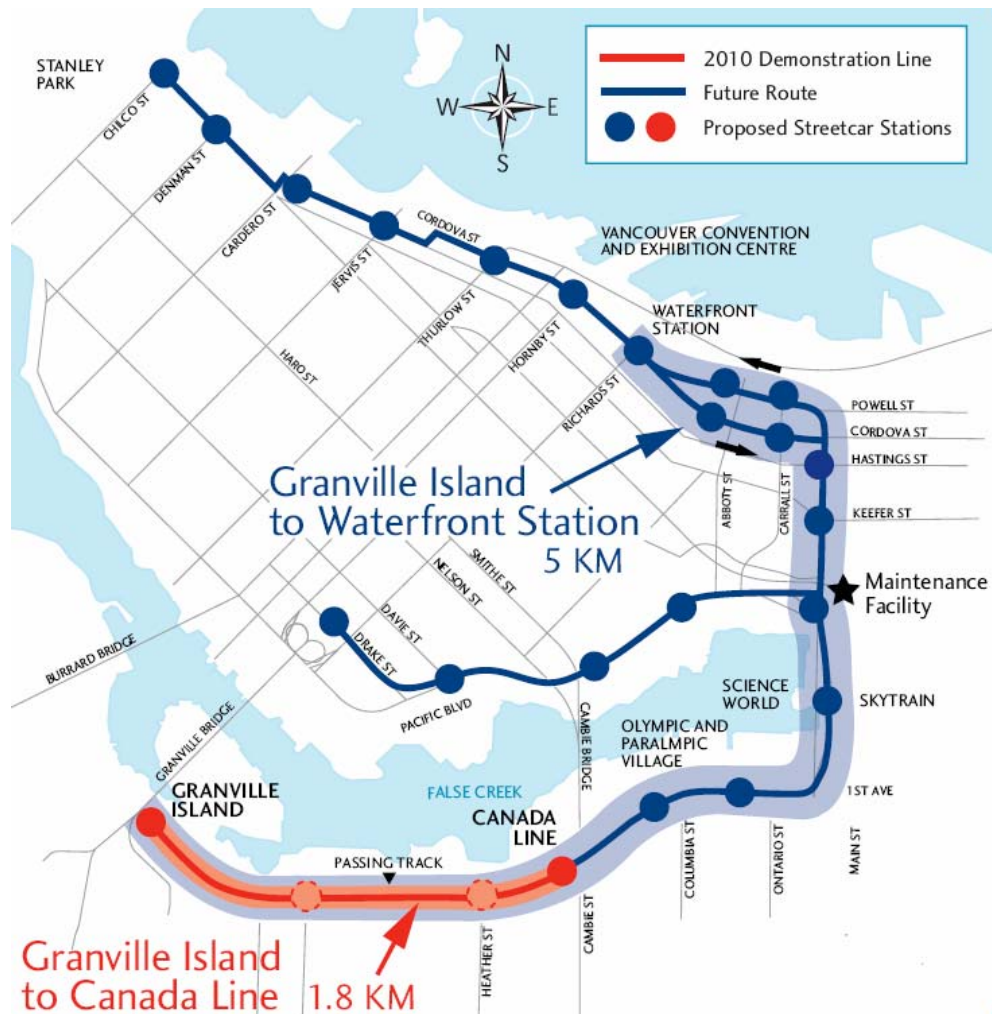 STANLEY
PARK
N
W
E
S
2010 Demonstration Line
Future Route
Proposed Streetcar Stations
CHILCO ST
DENMAN ST
CARDERO ST
JERVIS ST
CORDOVA ST
THURLOW ST
HORNBY ST
RICHARDS ST
HARO ST
VANCOUVER CONVENTION
AND EXHIBITION CENTRE
WATERFRONT
STATION
POWELL ST
CORDOVA ST
HASTINGS ST
ABBOTT ST
CARRALL ST
KEEFER ST
Granville Island
to Waterfront Station
5 KM
SMITHE ST
NELSON ST
DAVIE ST
DRAKE ST
Maintenance
Facility
BURRARD BRIDGE
PACIFIC BLVD
SCIENCE
WORLD
SKYTRAIN
CAMBIE BRIDGE
OLYMPIC AND
PARALMPIC
VILLAGE
GRANVILLE BRIDGE
GRANVILLE
ISLAND
FALSE CREEK
CANADA
LINE
1ST AVE
PASSING TRACK
COLUMBIA ST
ONTARIO ST
MAIN ST
HEATHER ST
CAMBIE ST
Granville Island
to Canada Line 1.8 KM